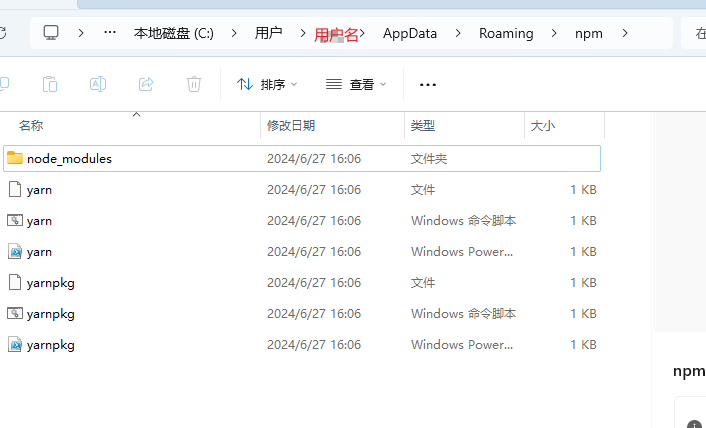 本地磁盘 (C:) 用户 用户名 AppData Roaming npm 在
排序 查看
名称 修改日期 类型 大小
node_modules 2024/6/27 16:06 文件夹
yarn 2024/6/27 16:06 文件 1 KB
yarn 2024/6/27 16:06 Windows 命令脚本 1 KB
yarn 2024/6/27 16:06 Windows Power... 1 KB
yarnpkg 2024/6/27 16:06 文件 1 KB
yarnpkg 2024/6/27 16:06 Windows 命令脚本 1 KB
yarnpkg 2024/6/27 16:06 Windows Power... 1 KB
npm